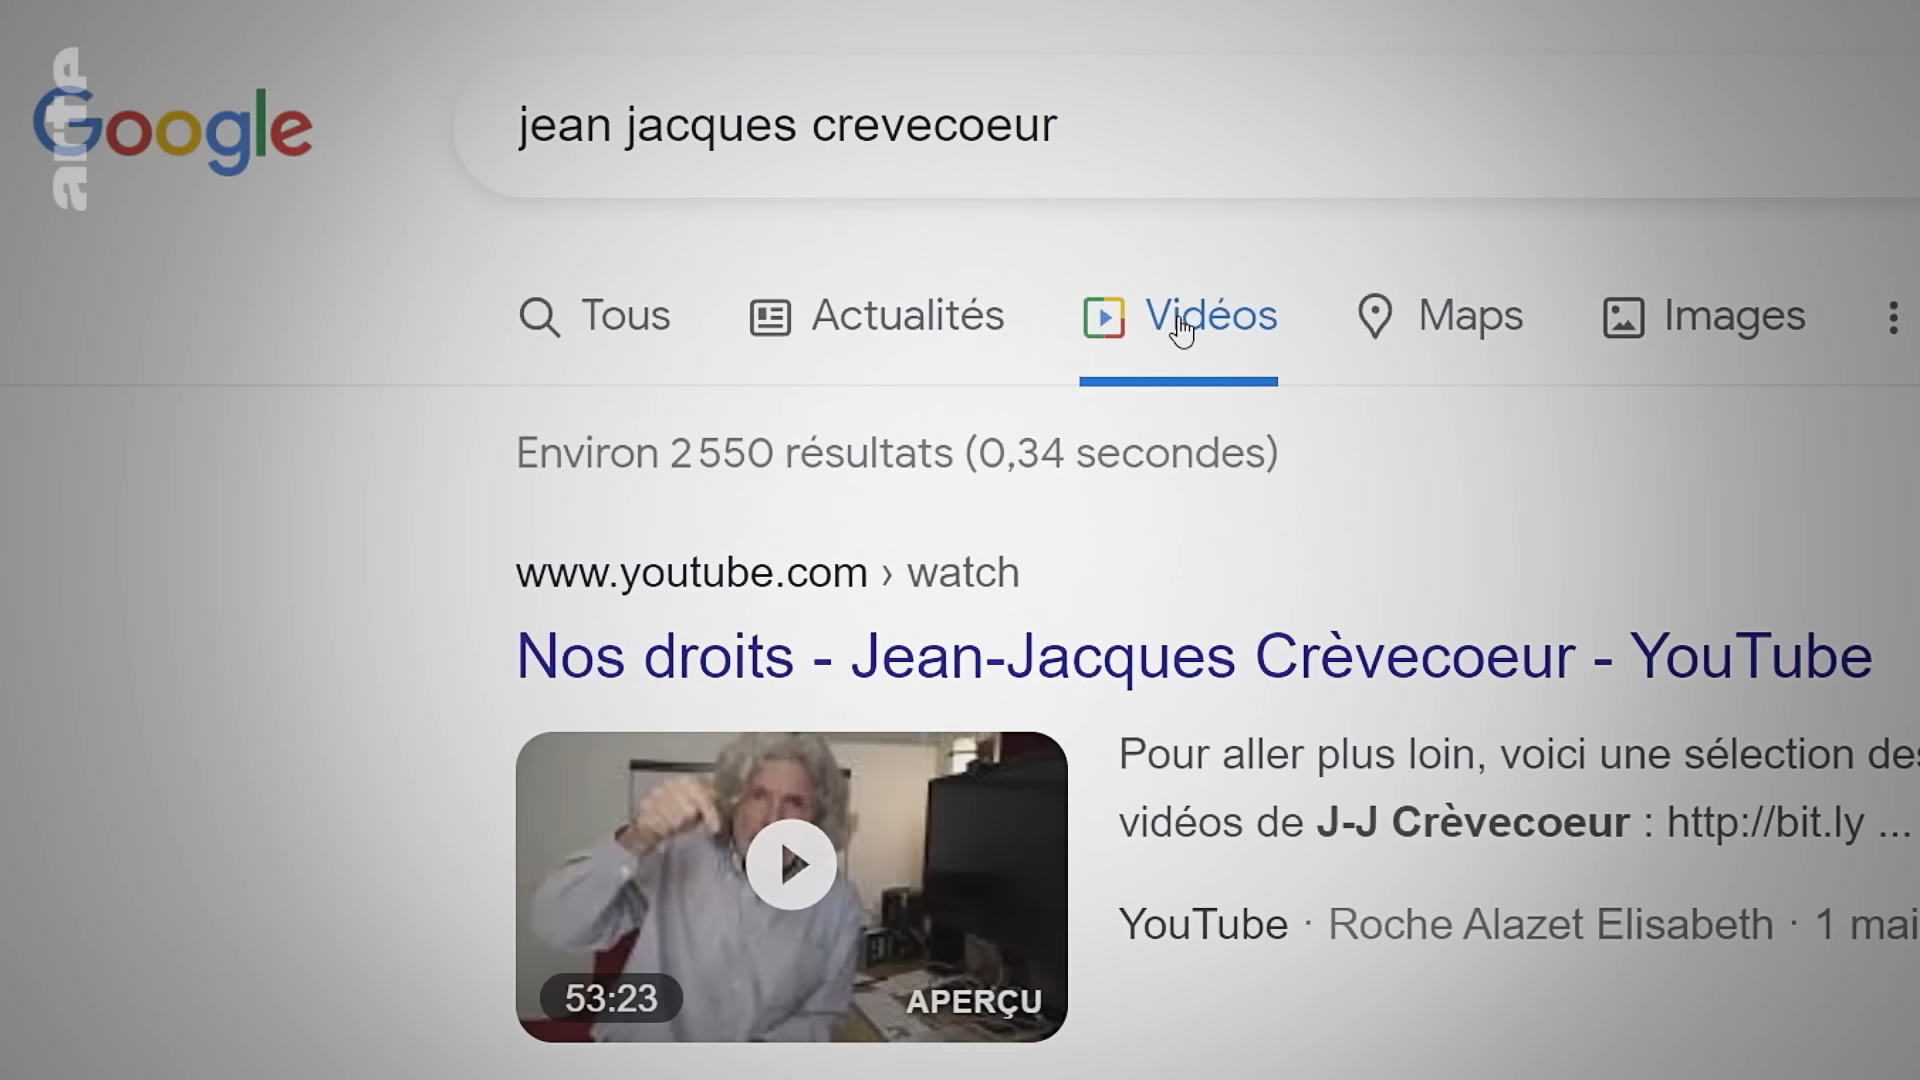 arte
Google
jean jacques crevecoeur
Tous Actualités Vidéos Maps Images
Environ 2 550 résultats (0,34 secondes)
www.youtube.com › watch
Nos droits - Jean-Jacques Crèvecoeur - YouTube
Pour aller plus loin, voici une sélection des
vidéos de J-J Crèvecoeur : http://bit.ly ...
YouTube · Roche Alazet Elisabeth · 1 mai
53:23
APERÇU